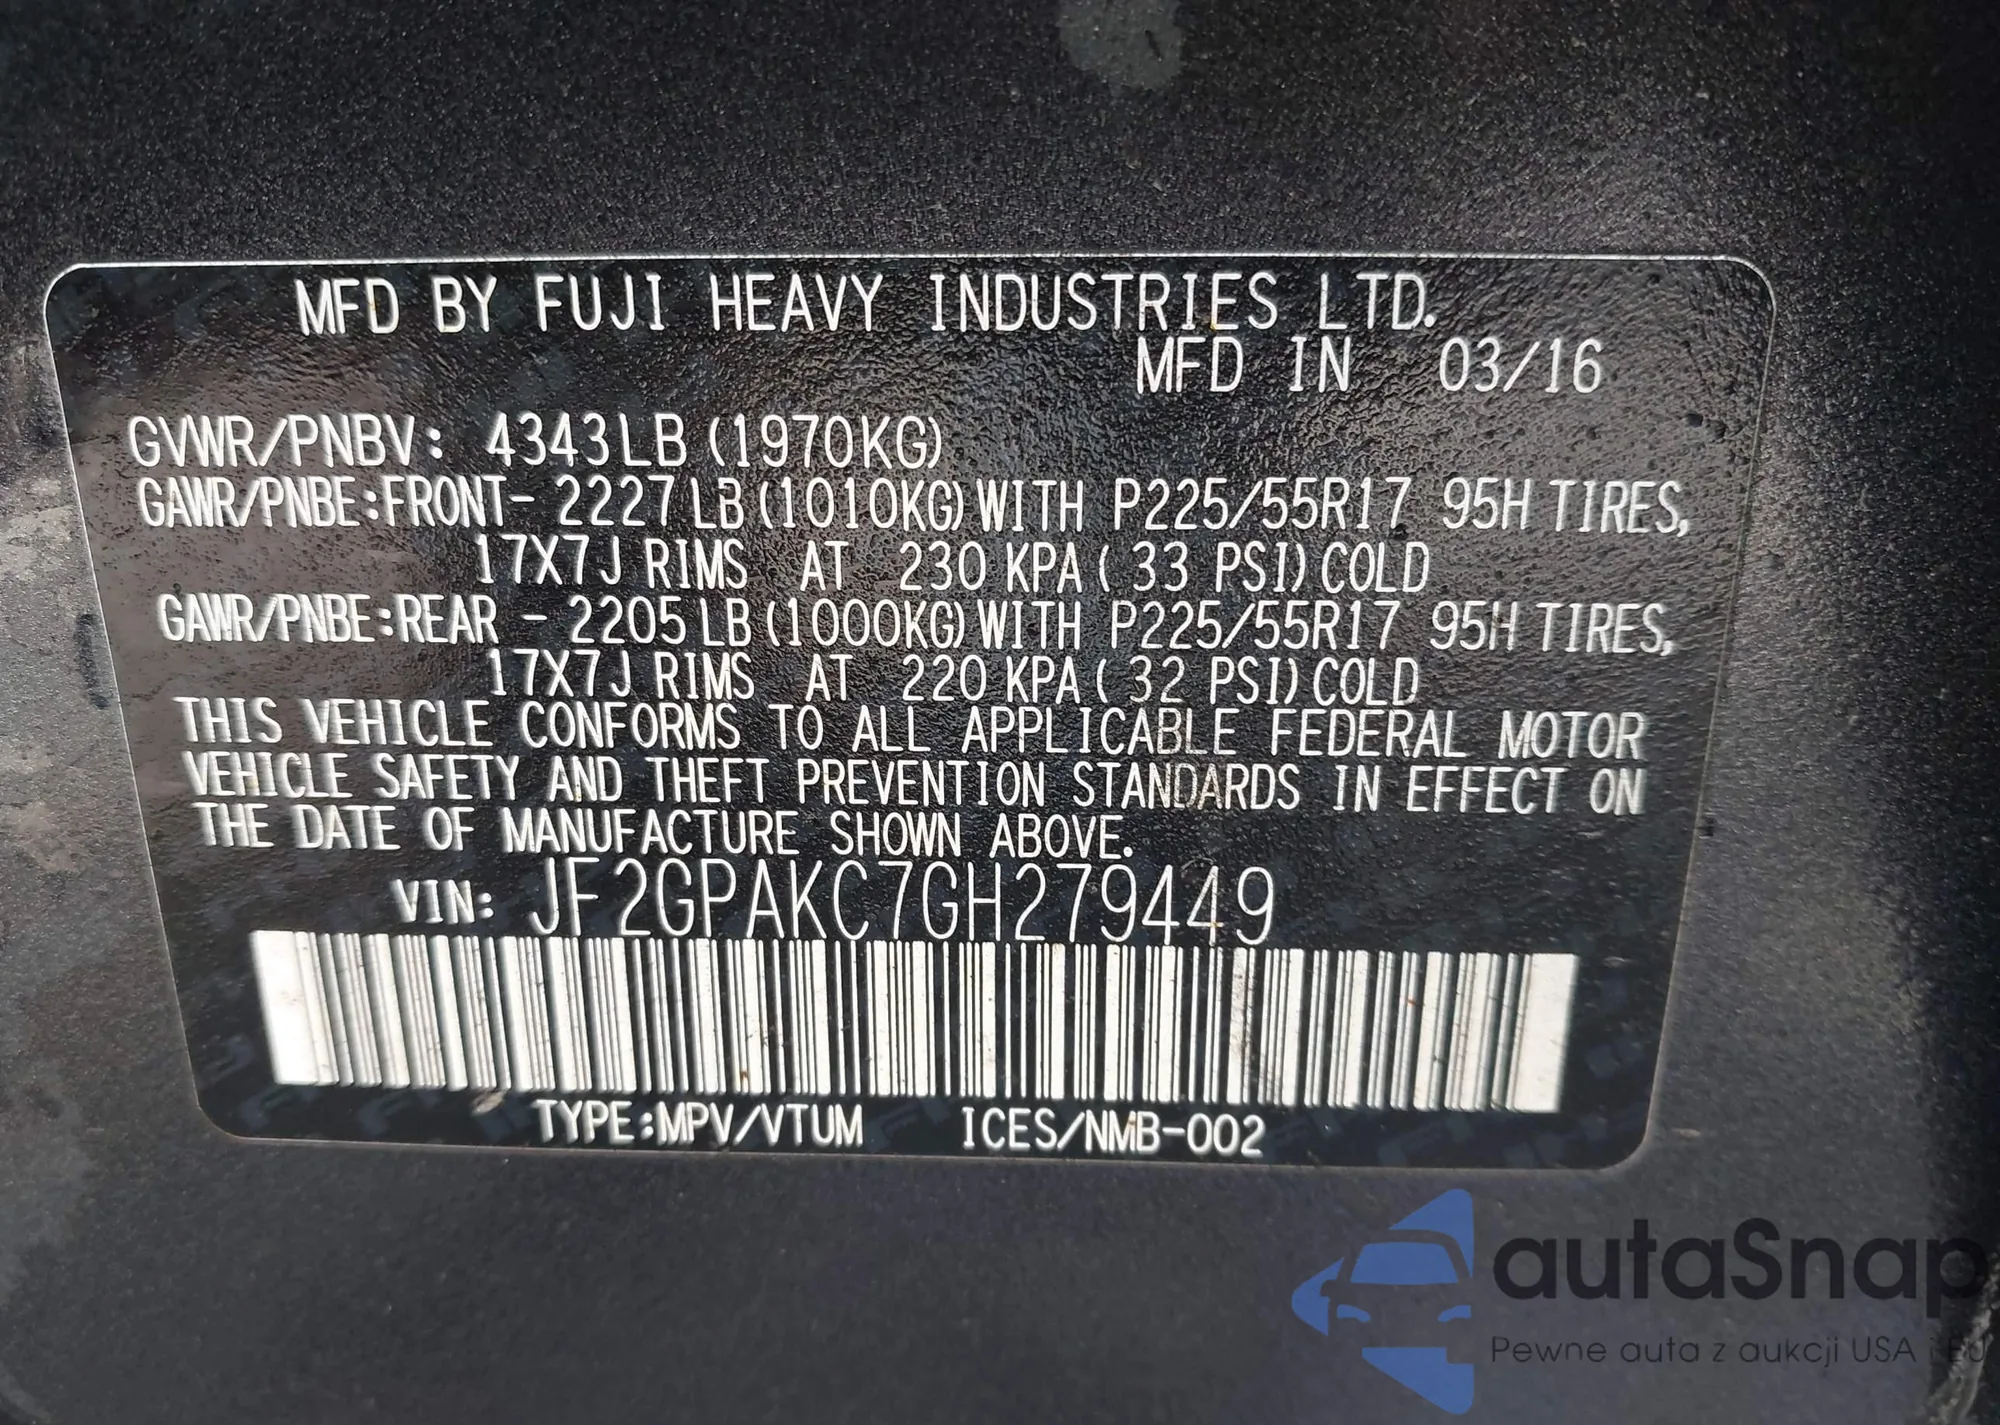 MFD BY FUJI HEAVY INDUSTRIES LTD.
MFD IN 03/16
GVWR/PNBV: 4343LB (1970KG)
GAWR/PNBE:FRONT- 2227LB(1010KG)WITH P225/55R17 95H TIRES,
17X7J RIMS AT 230 KPA( 33 PSI)COLD
GAWR/PNBE:REAR - 2205LB(1000KG)WITH P225/55R17 95H TIRES,
17X7J RIMS AT 220 KPA( 32 PSI)COLD
THIS VEHICLE CONFORMS TO ALL APPLICABLE FEDERAL MOTOR
VEHICLE SAFETY AND THEFT PREVENTION STANDARDS IN EFFECT ON
THE DATE OF MANUFACTURE SHOWN ABOVE.
VIN: JF2GPAKC7GH279449
TYPE:MPV/VTUM ICES/NMB-002
autaSnap
Pewne auta z aukcji USA i EU